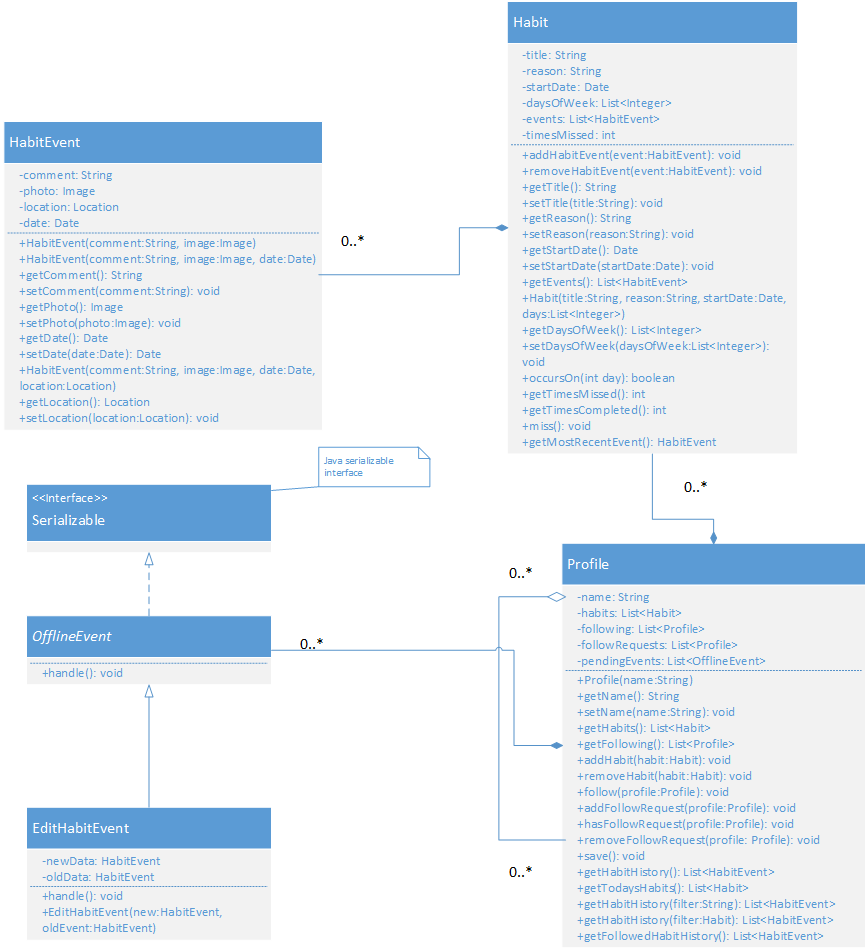 Habit
-title: String
-reason: String
-startDate: Date
-daysOfWeek: List<Integer>
-events: List<HabitEvent>
-timesMissed: int
+addHabitEvent(event:HabitEvent): void
+removeHabitEvent(event:HabitEvent): void
+getTitle(): String
+setTitle(title:String): void
+getReason(): String
+setReason(reason:String): void
+getStartDate(): Date
+setStartDate(startDate:Date): void
+getEvents(): List<HabitEvent>
+Habit(title:String, reason:String, startDate:Date,
days:List<Integer>)
+getDaysOfWeek(): List<Integer>
+setDaysOfWeek(daysOfWeek:List<Integer>):
void
+occursOn(int day): boolean
+getTimesMissed(): int
+getTimesCompleted(): int
+miss(): void
+getMostRecentEvent(): HabitEvent
HabitEvent
-comment: String
-photo: Image
-location: Location
-date: Date
+HabitEvent(comment:String, image:Image)
+HabitEvent(comment:String, image:Image, date:Date)
+getComment(): String
+setComment(comment:String): void
+getPhoto(): Image
+setPhoto(photo:Image): void
+getDate(): Date
+setDate(date:Date): Date
+HabitEvent(comment:String, image:Image, date:Date,
location:Location)
+getLocation(): Location
+setLocation(location:Location): void
0..*
Java serializable
interface
<<Interface>>
Serializable
0..*
OfflineEvent
+handle(): void
0..*
0..*
Profile
-name: String
-habits: List<Habit>
-following: List<Profile>
-followRequests: List<Profile>
-pendingEvents: List<OfflineEvent>
+Profile(name:String)
+getName(): String
+setName(name:String): void
+getHabits(): List<Habit>
+getFollowing(): List<Profile>
+addHabit(habit:Habit): void
+removeHabit(habit:Habit): void
+follow(profile:Profile): void
+addFollowRequest(profile:Profile): void
+hasFollowRequest(profile:Profile): void
+removeFollowRequest(profile: Profile): void
+save(): void
+getHabitHistory(): List<HabitEvent>
+getTodaysHabits(): List<Habit>
+getHabitHistory(filter:String): List<HabitEvent>
+getHabitHistory(filter:Habit): List<HabitEvent>
+getFollowedHabitHistory(): List<HabitEvent>
0..*
EditHabitEvent
-newData: HabitEvent
-oldData: HabitEvent
+handle(): void
+EditHabitEvent(new:HabitEvent,
oldEvent:HabitEvent)